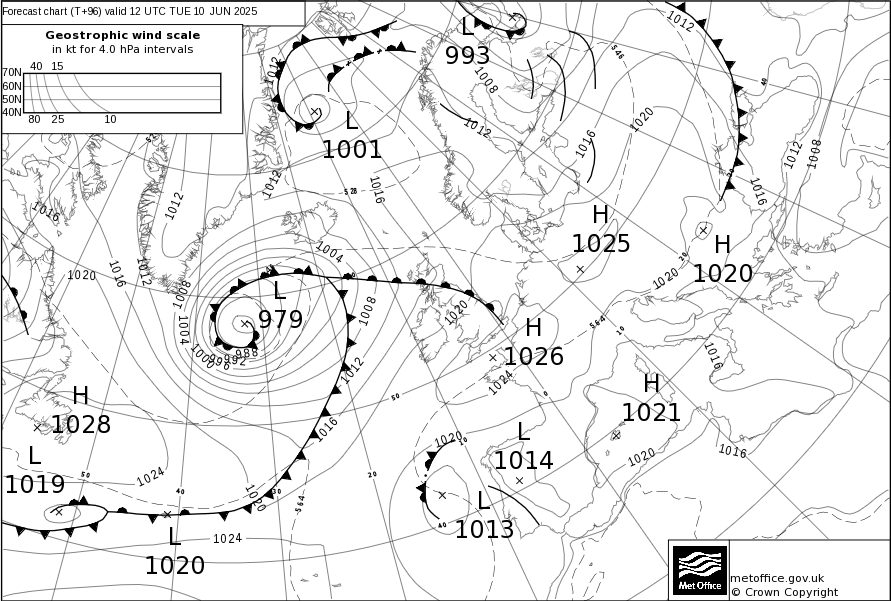 Forecast chart (T+96) valid 12 UTC TUE 10 JUN 2025
Geostrophic wind scale
in kt for 4.0 hPa intervals
40 15
70N
60N
50N
40N
80 25 10
L
993
L
1001
H
1025
H
1020
L
979
H
1026
H
1028
H
1021
L
1019
L
1014
L
1013
L
1020
1012
1012
1008
1012
1016
1020
1012
1008
1016
546
40
1012
1012
1016
528
1016
1020
1016
1012
1008
1004
1004
1000
996
992
988
1008
1012
1016
1020
1020
1024
564
10
30
1020
1016
50
0
1020
10
1020
1016
1024
50
40
30
20
1020
564
40
1024
Met Office
metoffice.gov.uk
© Crown Copyright